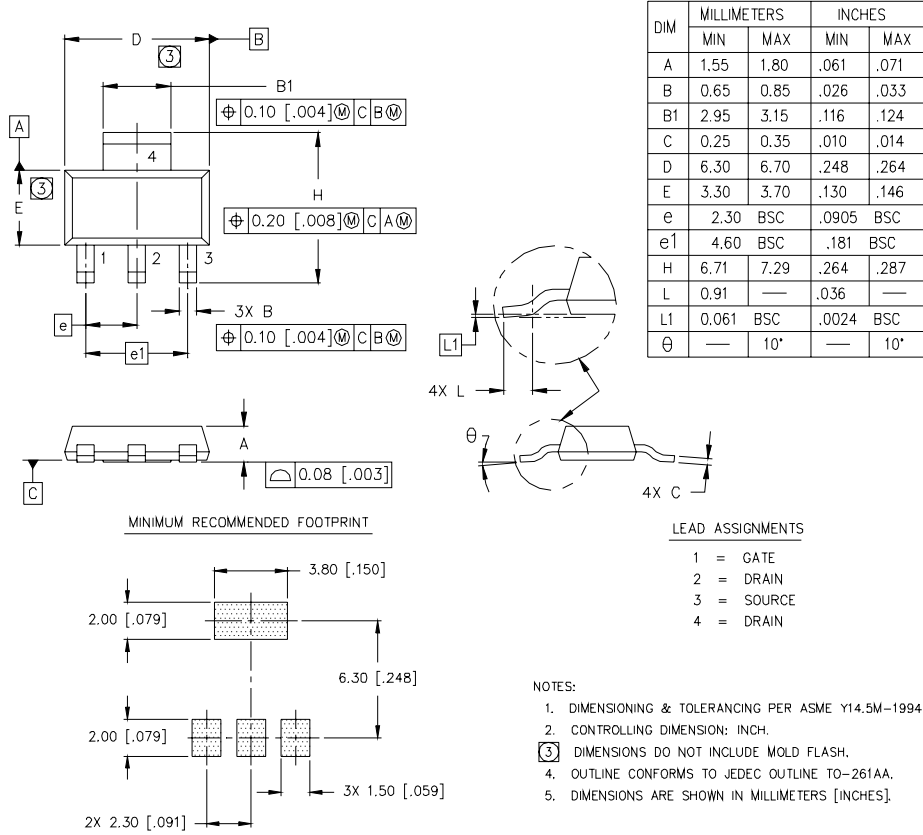 D
B
3
B1
⌖ 0.10 [.004]Ⓜ C BⓂ
A
4
3
E
H
⌖ 0.20 [.008]Ⓜ C AⓂ
1
2
3
e
3X B
e1
⌖ 0.10 [.004]Ⓜ C BⓂ
L1
4X L
A
C
⌓ 0.08 [.003]
θ
4X C
DIM MILLIMETERS INCHES
MIN MAX MIN MAX
A 1.55 1.80 .061 .071
B 0.65 0.85 .026 .033
B1 2.95 3.15 .116 .124
C 0.25 0.35 .010 .014
D 6.30 6.70 .248 .264
E 3.30 3.70 .130 .146
e 2.30 BSC .0905 BSC
e1 4.60 BSC .181 BSC
H 6.71 7.29 .264 .287
L 0.91 — .036 —
L1 0.061 BSC .0024 BSC
θ — 10° — 10°
MINIMUM RECOMMENDED FOOTPRINT
3.80 [.150]
2.00 [.079]
6.30 [.248]
2.00 [.079]
3X 1.50 [.059]
2X 2.30 [.091]
LEAD ASSIGNMENTS
1 = GATE
2 = DRAIN
3 = SOURCE
4 = DRAIN
NOTES:
1. DIMENSIONING & TOLERANCING PER ASME Y14.5M-1994
2. CONTROLLING DIMENSION: INCH.
3 DIMENSIONS DO NOT INCLUDE MOLD FLASH.
4. OUTLINE CONFORMS TO JEDEC OUTLINE TO-261AA.
5. DIMENSIONS ARE SHOWN IN MILLIMETERS [INCHES].